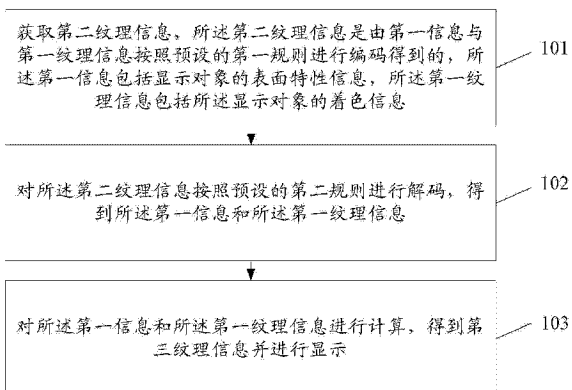 获取第二纹理信息，所述第二纹理信息是由第一信息与
第一纹理信息按照预设的第一规则进行编码得到的，所
述第一信息包括显示对象的表面特性信息，所述第一纹
理信息包括所述显示对象的着色信息
101
对所述第二纹理信息按照预设的第二规则进行解码，得
到所述第一信息和所述第一纹理信息
102
对所述第一信息和所述第一纹理信息进行计算，得到第
三纹理信息并进行显示
103